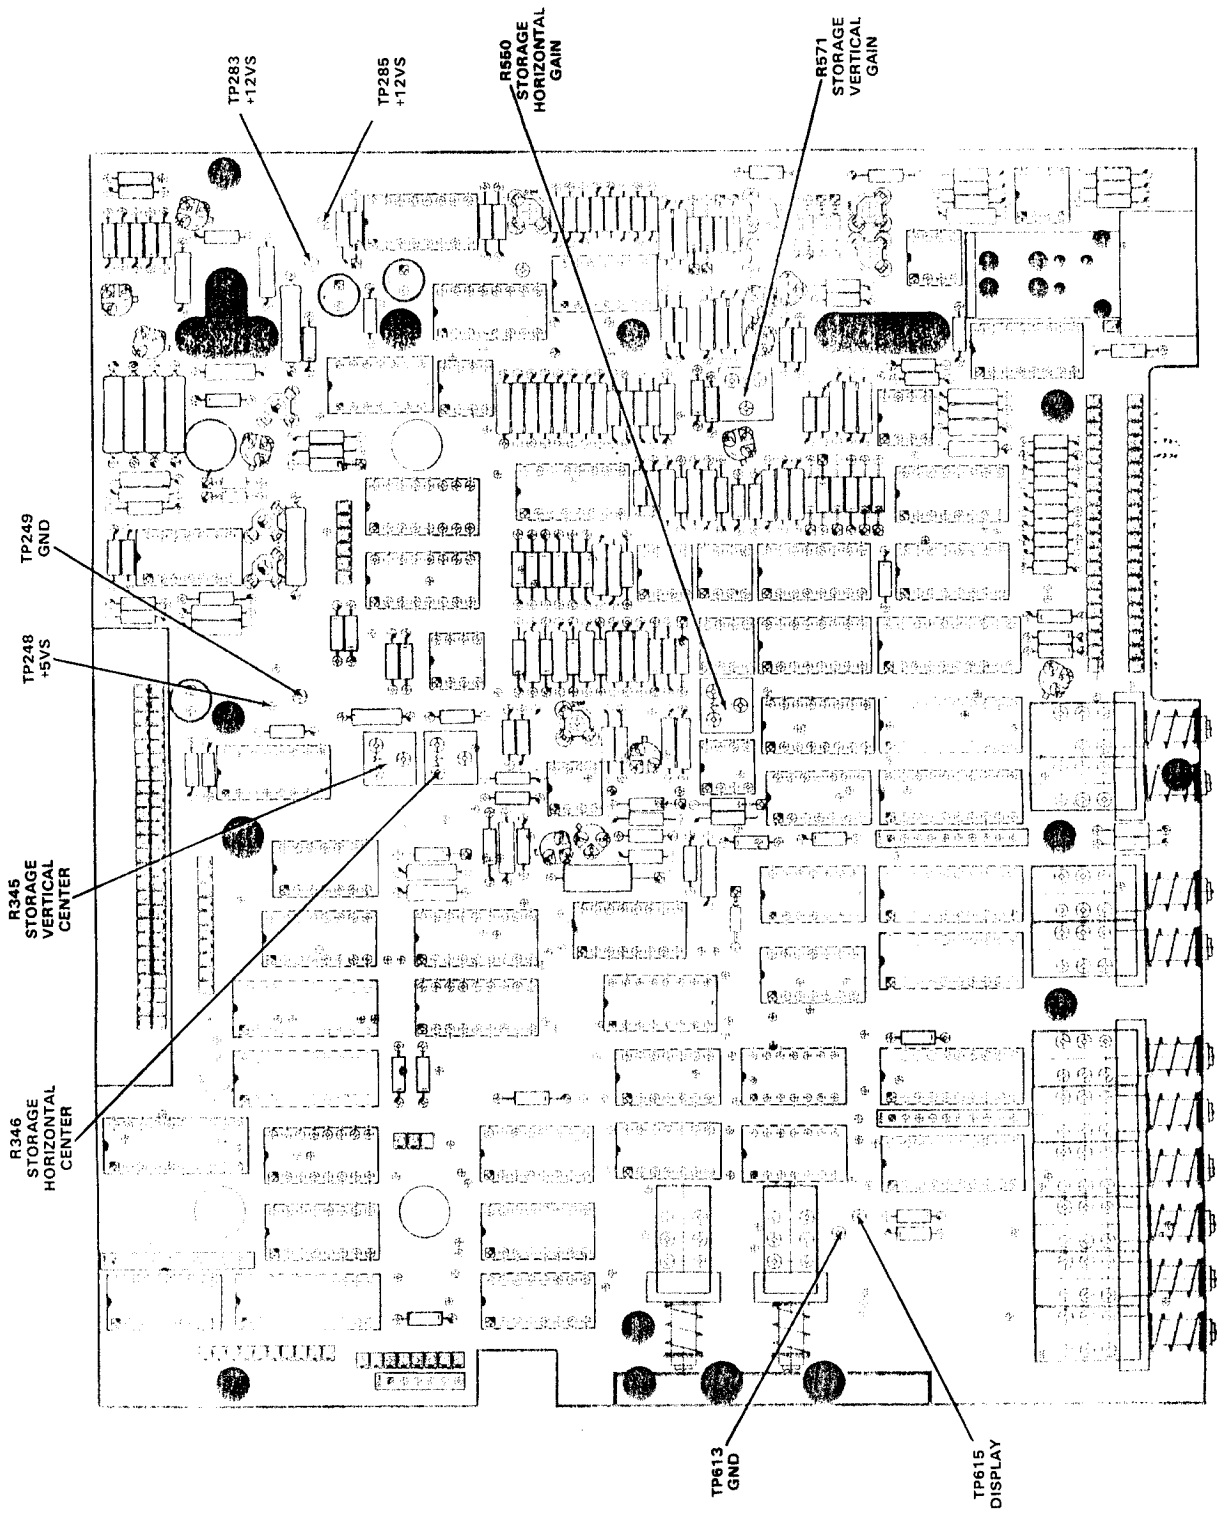 TP283
+12VS
TP285
+12VS
R550
STORAGE
HORIZONTAL
GAIN
R571
STORAGE
VERTICAL
GAIN
TP249
GND
TP248
+5VS
R345
STORAGE
VERTICAL
CENTER
R346
STORAGE
HORIZONTAL
CENTER
TP613
GND
TP615
DISPLAY